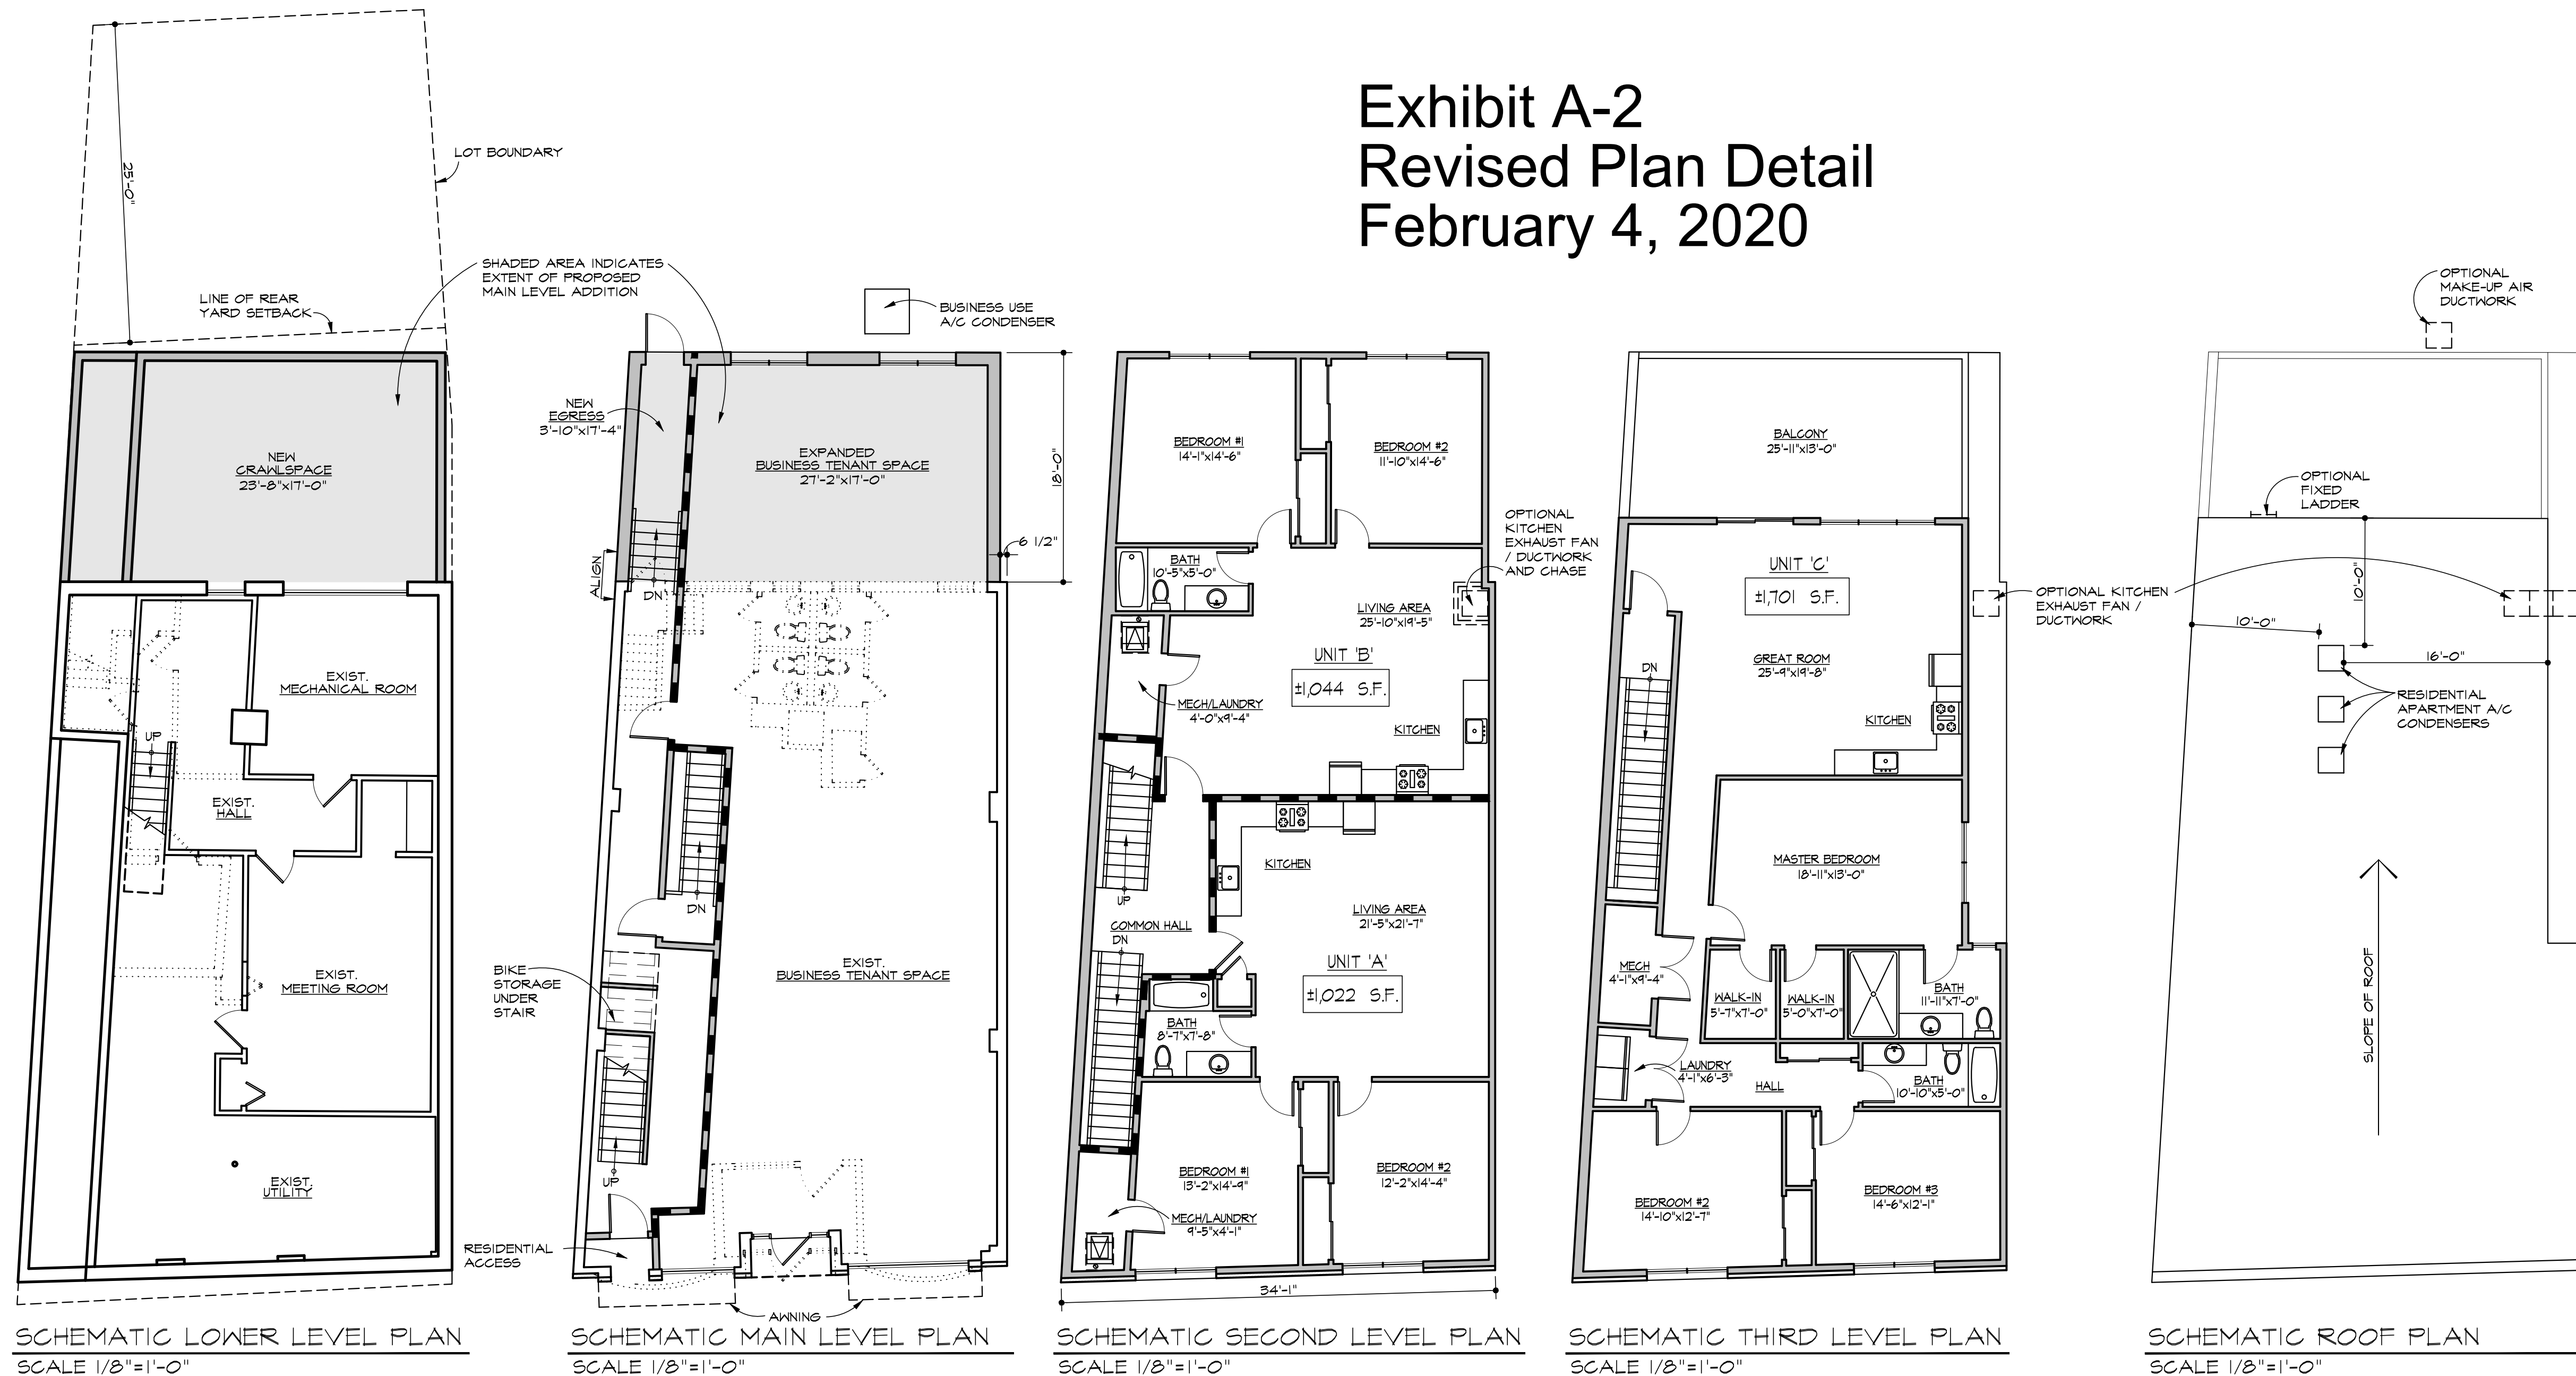 Exhibit A-2
Revised Plan Detail
February 4, 2020
25'-0"
LOT BOUNDARY
SHADED AREA INDICATES
EXTENT OF PROPOSED
MAIN LEVEL ADDITION
LINE OF REAR
YARD SETBACK
NEW
CRAWLSPACE
23'-8"x17'-0"
EXIST.
MECHANICAL ROOM
UP
EXIST.
HALL
EXIST.
MEETING ROOM
EXIST.
UTILITY
SCHEMATIC LOWER LEVEL PLAN
SCALE 1/8"=1'-0"
BUSINESS USE
A/C CONDENSER
NEW
EGRESS
3'-10"x17'-4"
EXPANDED
BUSINESS TENANT SPACE
27'-2"x17'-0"
18'-0"
6 1/2"
ALIGN
DN
DN
BIKE
STORAGE
UNDER
STAIR
EXIST.
BUSINESS TENANT SPACE
UP
RESIDENTIAL
ACCESS
AWNING
SCHEMATIC MAIN LEVEL PLAN
SCALE 1/8"=1'-0"
BEDROOM #1
14'-1"x14'-6"
BEDROOM #2
11'-10"x14'-6"
OPTIONAL
KITCHEN
EXHAUST FAN
/ DUCTWORK
AND CHASE
BATH
10'-5"x5'-0"
LIVING AREA
25'-10"x19'-5"
UNIT 'B'
±1,044 S.F.
MECH/LAUNDRY
4'-0"x9'-4"
KITCHEN
UP
KITCHEN
COMMON HALL
DN
LIVING AREA
21'-5"x21'-7"
UNIT 'A'
±1,022 S.F.
BATH
8'-7"x7'-8"
BEDROOM #1
13'-2"x14'-9"
BEDROOM #2
12'-2"x14'-4"
MECH/LAUNDRY
9'-5"x4'-1"
34'-1"
SCHEMATIC SECOND LEVEL PLAN
SCALE 1/8"=1'-0"
BALCONY
25'-11"x13'-0"
UNIT 'C'
±1,701 S.F.
GREAT ROOM
25'-9"x19'-8"
DN
KITCHEN
MASTER BEDROOM
18'-11"x13'-0"
MECH
4'-1"x9'-4"
WALK-IN
5'-7"x7'-0"
WALK-IN
5'-0"x7'-0"
BATH
11'-11"x7'-0"
LAUNDRY
4'-1"x6'-3"
HALL
BATH
10'-10"x5'-0"
BEDROOM #2
14'-10"x12'-7"
BEDROOM #3
14'-6"x12'-1"
SCHEMATIC THIRD LEVEL PLAN
SCALE 1/8"=1'-0"
OPTIONAL
MAKE-UP AIR
DUCTWORK
OPTIONAL
FIXED
LADDER
OPTIONAL KITCHEN
EXHAUST FAN /
DUCTWORK
10'-0"
10'-0"
16'-0"
RESIDENTIAL
APARTMENT A/C
CONDENSERS
SLOPE OF ROOF
SCHEMATIC ROOF PLAN
SCALE 1/8"=1'-0"